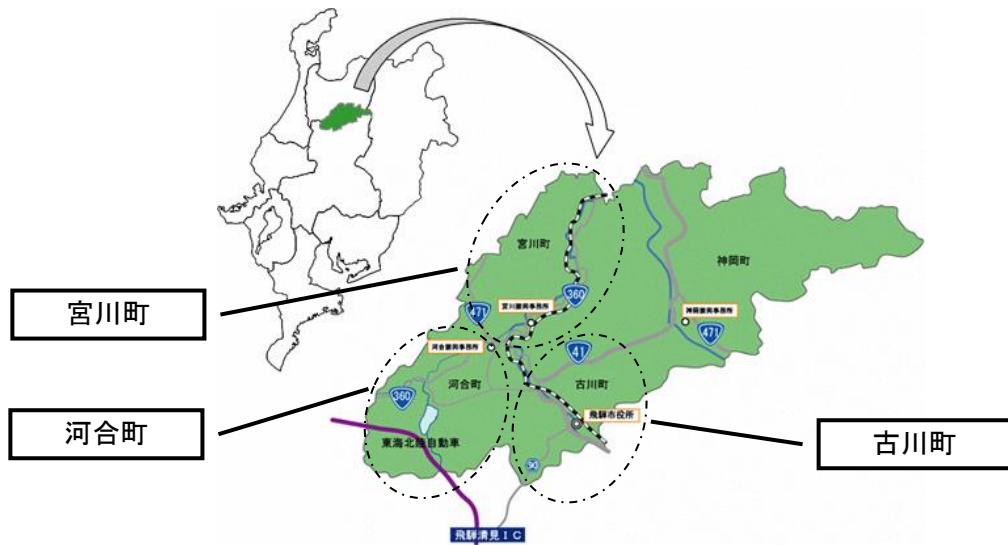 宮川町
神岡町
宮川町
360
471
宮川振興事務所
神岡振興事務所
471
河合振興事務所
41
河合町
古川町
360
河合町
飛騨市役所
古川町
東海北陸自動車
90
飛騨清見IC